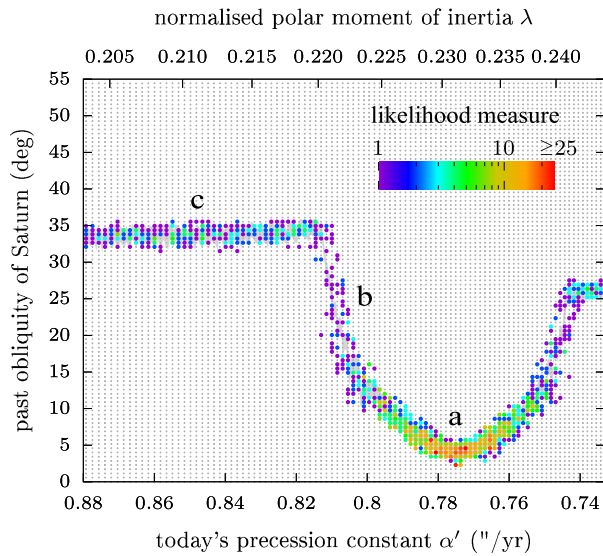 normalised polar moment of inertia λ
0.205 0.210 0.215 0.220 0.225 0.230 0.235 0.240
55
50
45
40
35
30
25
20
15
10
5
0
past obliquity of Saturn (deg)
likelihood measure
1 10 ≥25
c
b
a
0.88 0.86 0.84 0.82 0.8 0.78 0.76 0.74
today's precession constant α′ ("/yr)